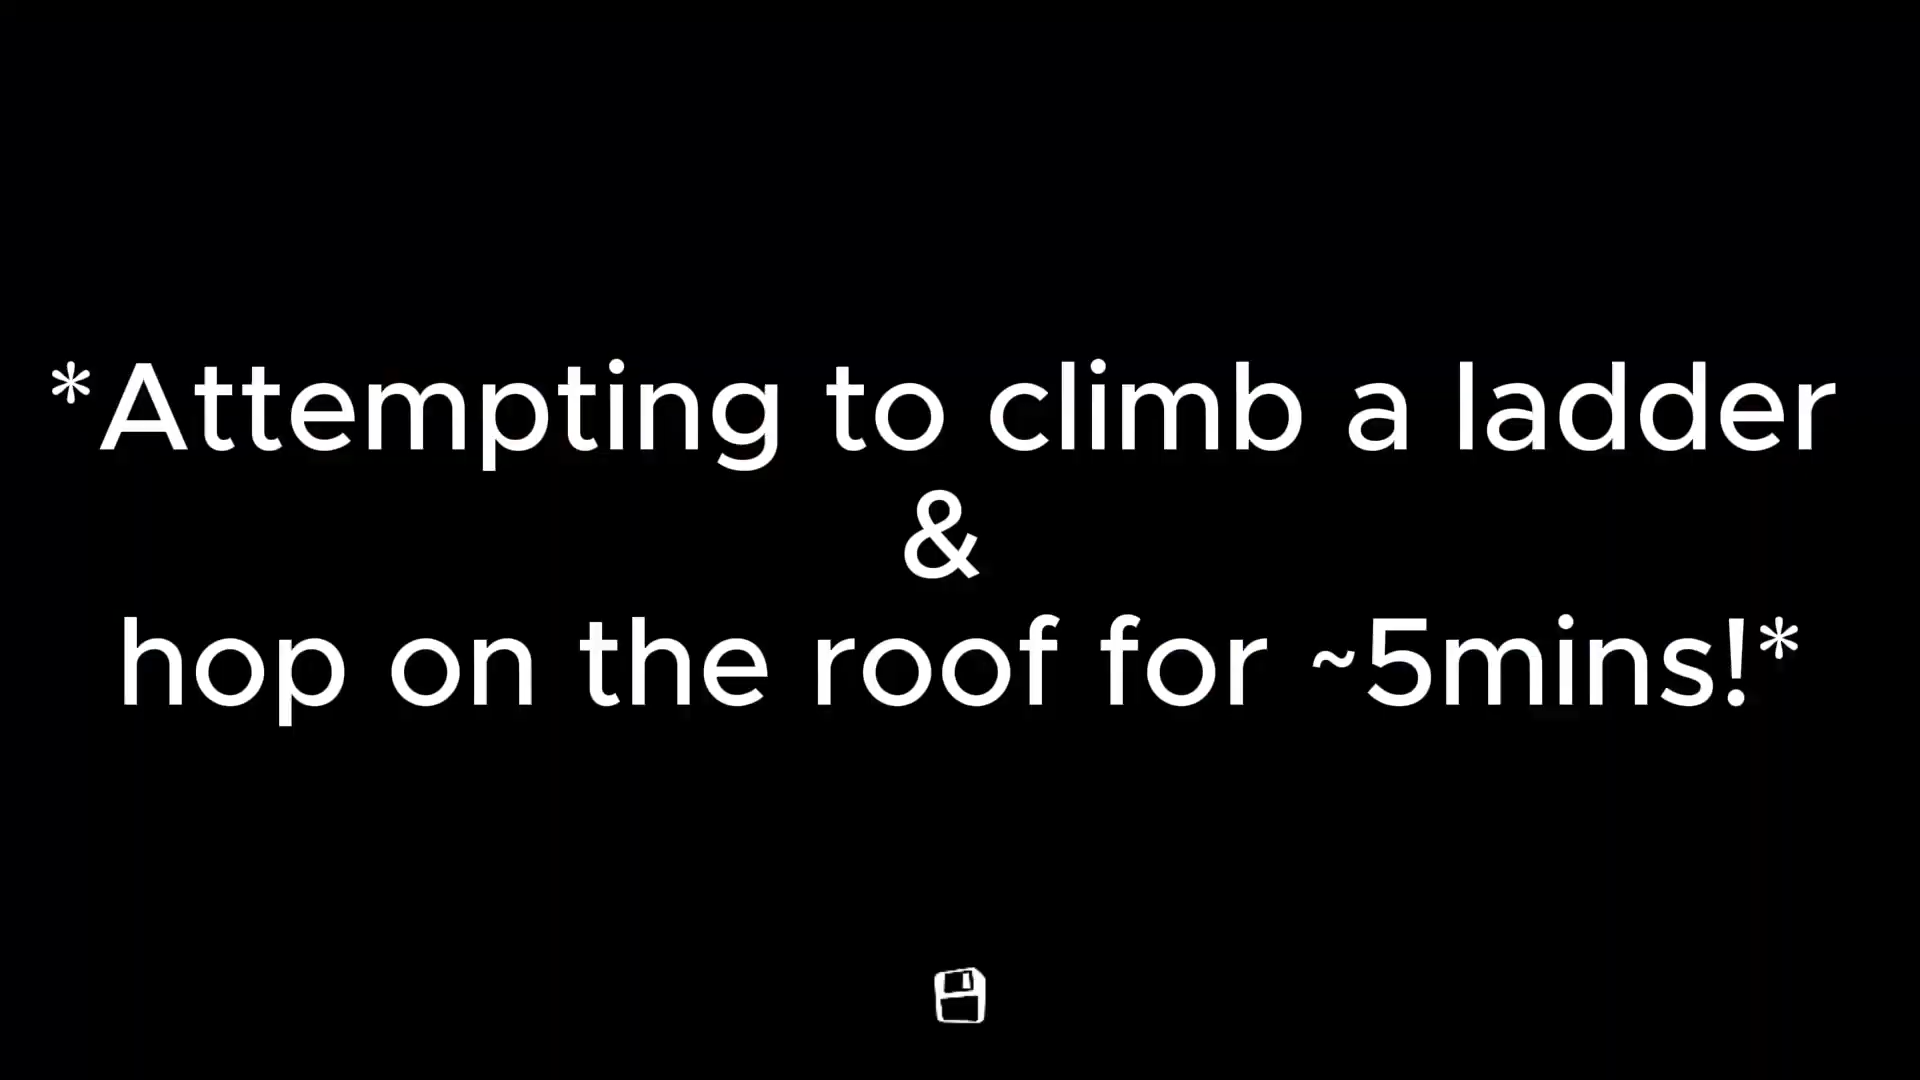 *Attempting to climb a ladder
&
hop on the roof for ~5mins!*